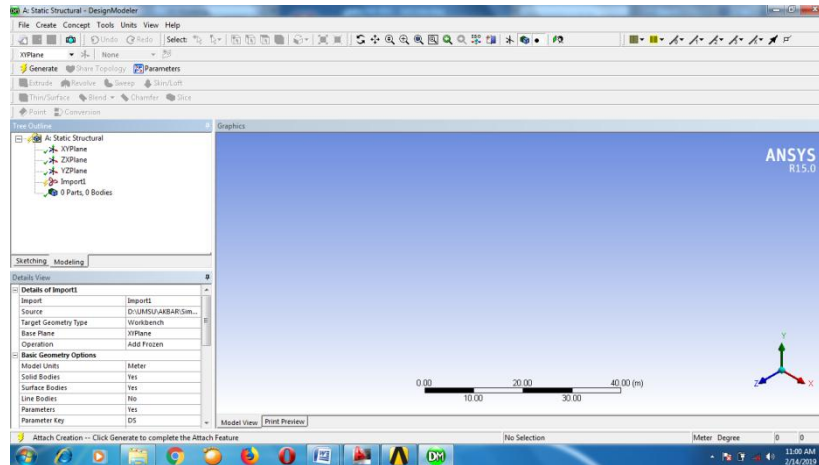 A: Static Structural - DesignModeler
File Create Concept Tools Units View Help
Undo Redo Select:
XYPlane None
Generate Share Topology Parameters
Extrude Revolve Sweep Skin/Loft
Thin/Surface Blend Chamfer Slice
Point Conversion
Tree Outline
A: Static Structural
XYPlane
ZXPlane
YZPlane
Import1
0 Parts, 0 Bodies
Sketching Modeling
Details View
Details of Import1
Import Import1
Source D:\UMSU\AKBAR\Sim...
Target Geometry Type Workbench
Base Plane XYPlane
Operation Add Frozen
Basic Geometry Options
Model Units Meter
Solid Bodies Yes
Surface Bodies Yes
Line Bodies No
Parameters Yes
Parameter Key DS
Graphics
ANSYS
R15.0
0.00 20.00 40.00 (m)
10.00 30.00
Y
Z X
Model View Print Preview
Attach Creation -- Click Generate to complete the Attach Feature No Selection Meter Degree 0 0
DM
11:00 AM
2/14/2019